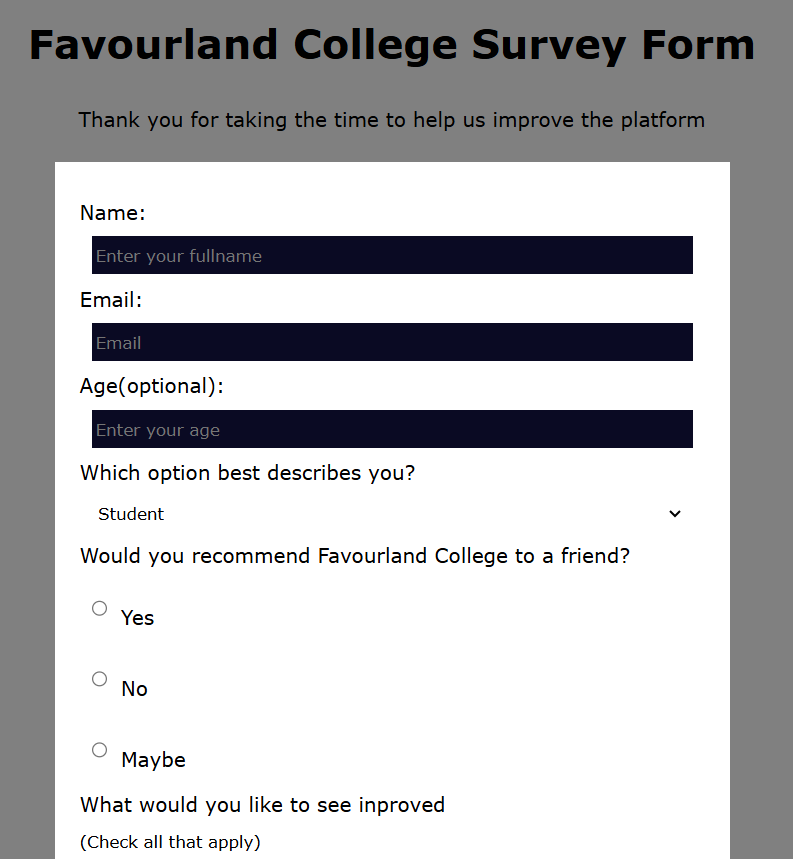 Favourland College Survey Form
Thank you for taking the time to help us improve the platform
Name:
Enter your fullname
Email:
Email
Age(optional):
Enter your age
Which option best describes you?
Student
Would you recommend Favourland College to a friend?
Yes
No
Maybe
What would you like to see inproved
(Check all that apply)